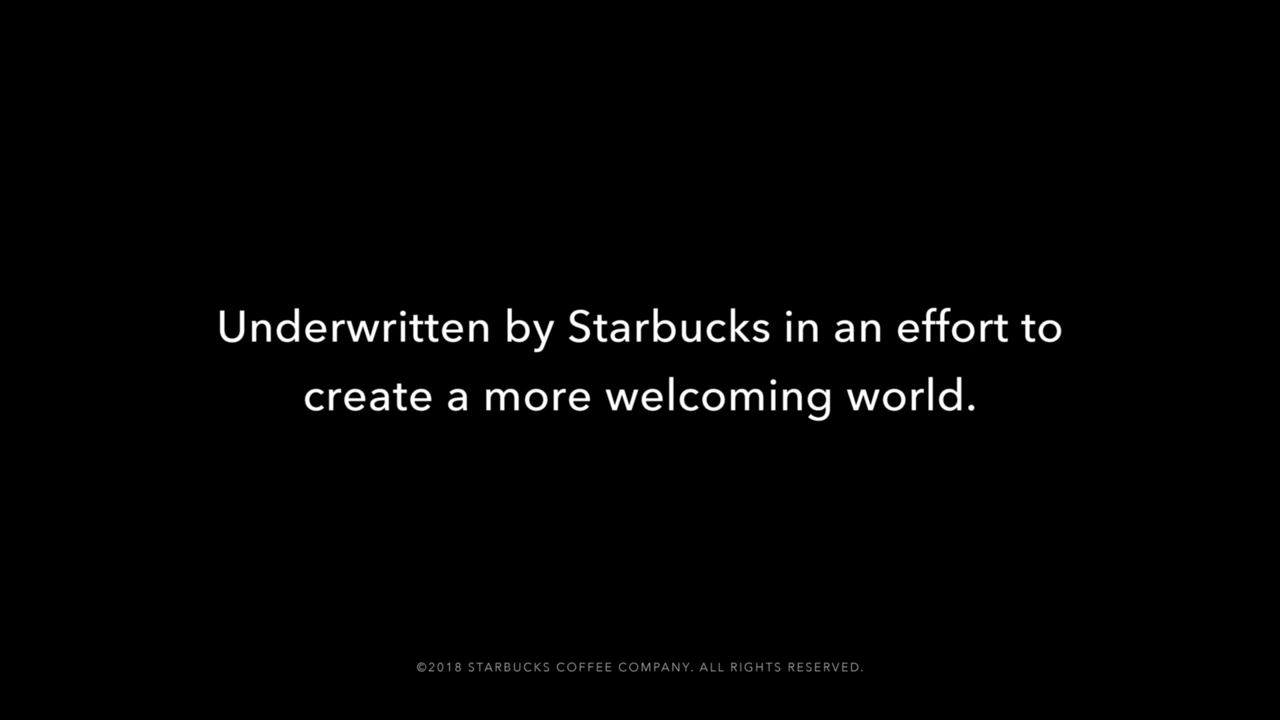 Underwritten by Starbucks in an effort to
create a more welcoming world.
©2018 STARBUCKS COFFEE COMPANY. ALL RIGHTS RESERVED.